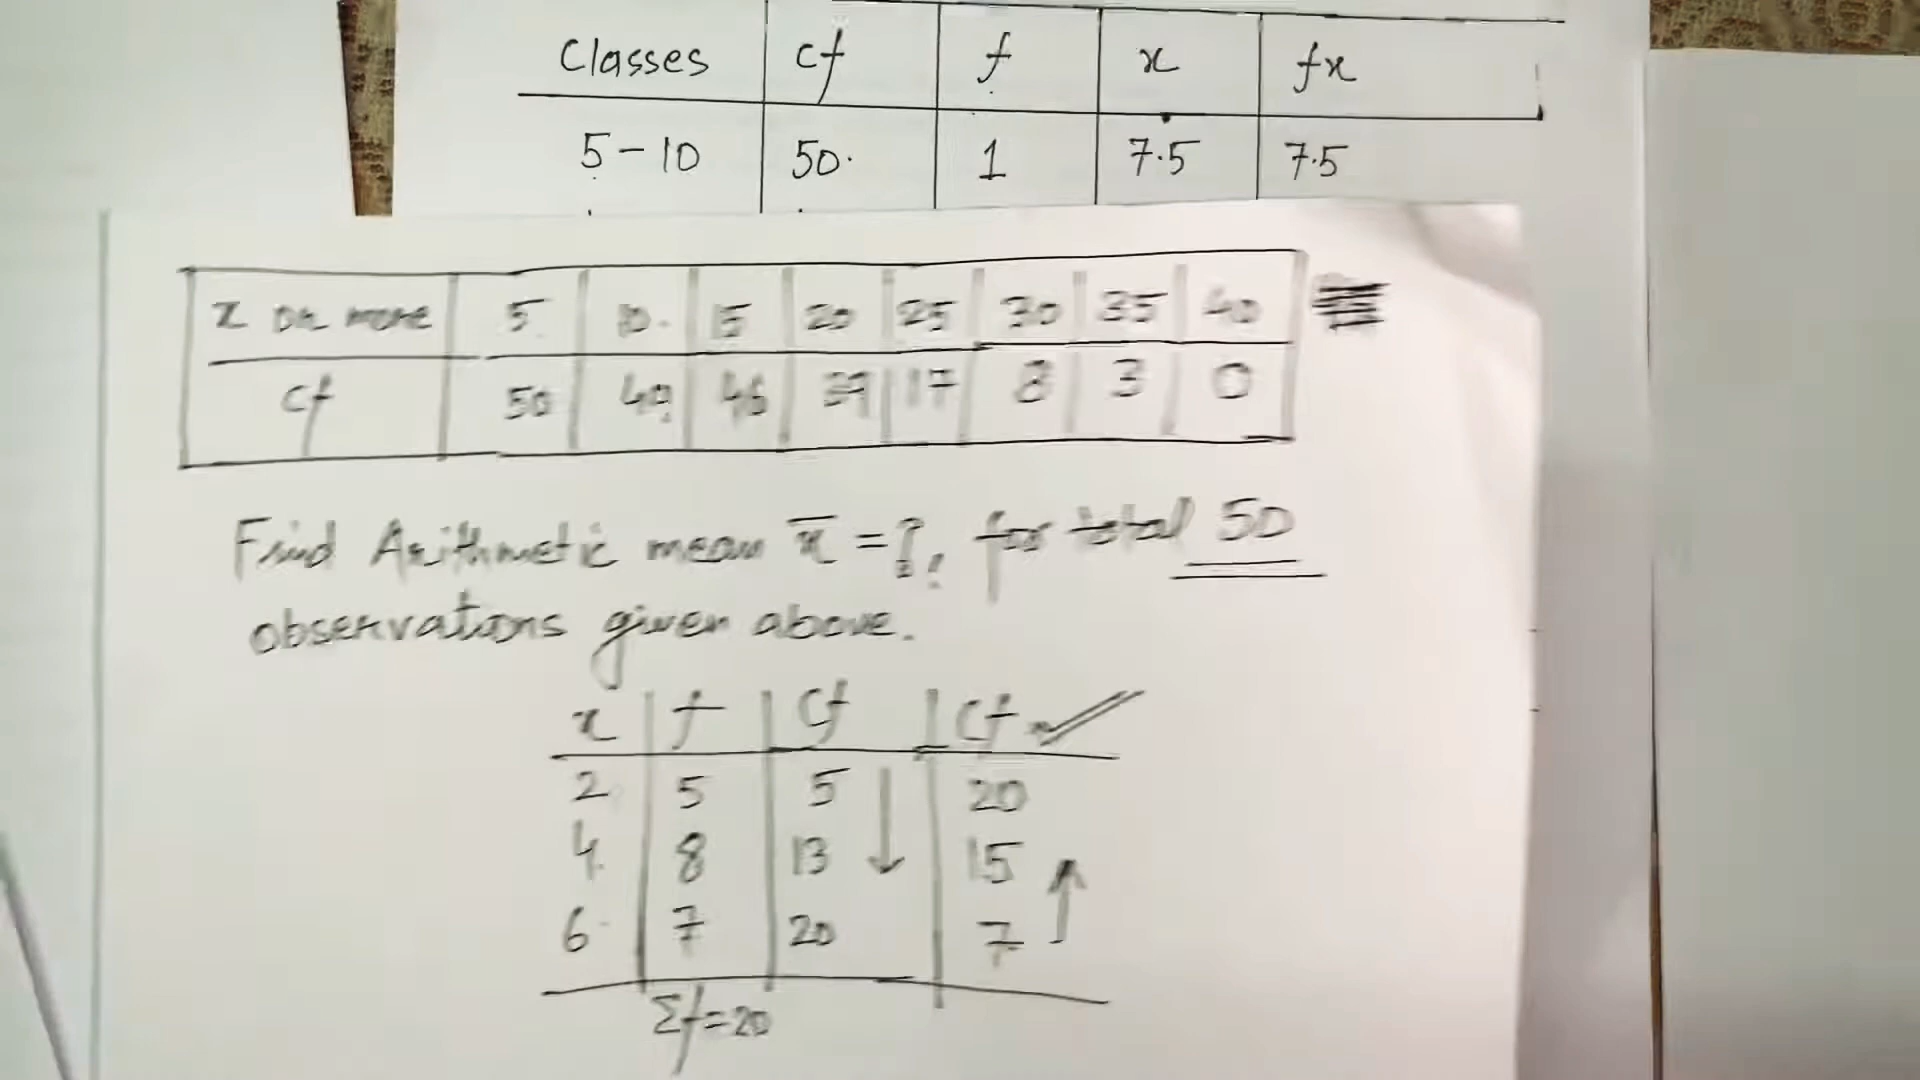 Classes cf f x fx
5-10 50. 1 7.5 7.5
x or more 5 10. 15 20 25 30 35 40
cf 50 49 46 39 17 8 3 0
Find Arithmetic mean x̄ = ?. for total 50
observations given above.
x f Cf Cf
2 5 5 20
4. 8 13 15
6. 7 20 7
Σf=20